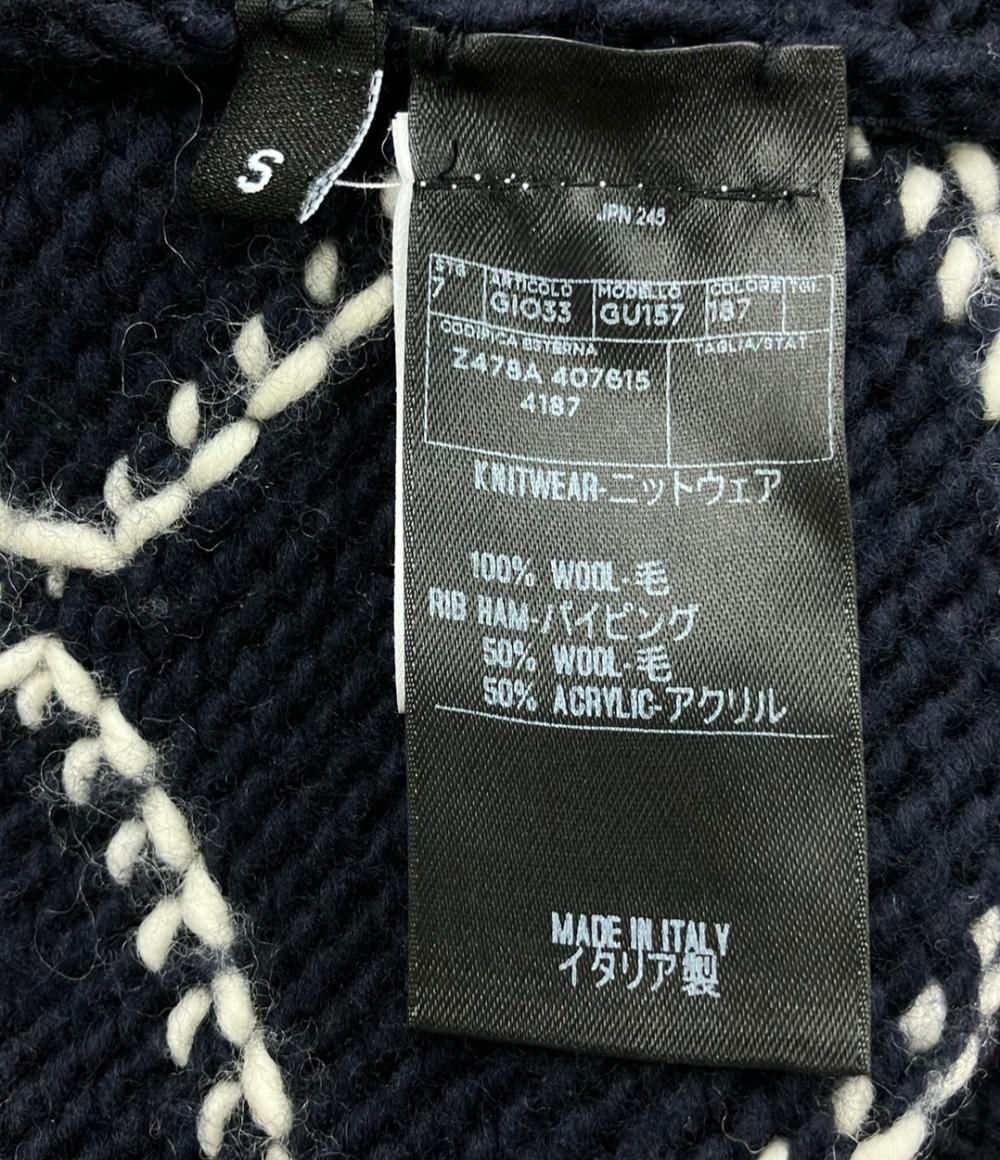 S
JPN 245
STG ARTICOLO MODELLO COLORE TGL
7 GIO33 GU157 187
CODIFICA ESTERNA TAGLIA/STAT
Z478A 407615
4187
KNITWEAR-ニットウェア
100% WOOL-毛
RIB HAM-パイピング
50% WOOL-毛
50% ACRYLIC-アクリル
MADE IN ITALY
イタリア製